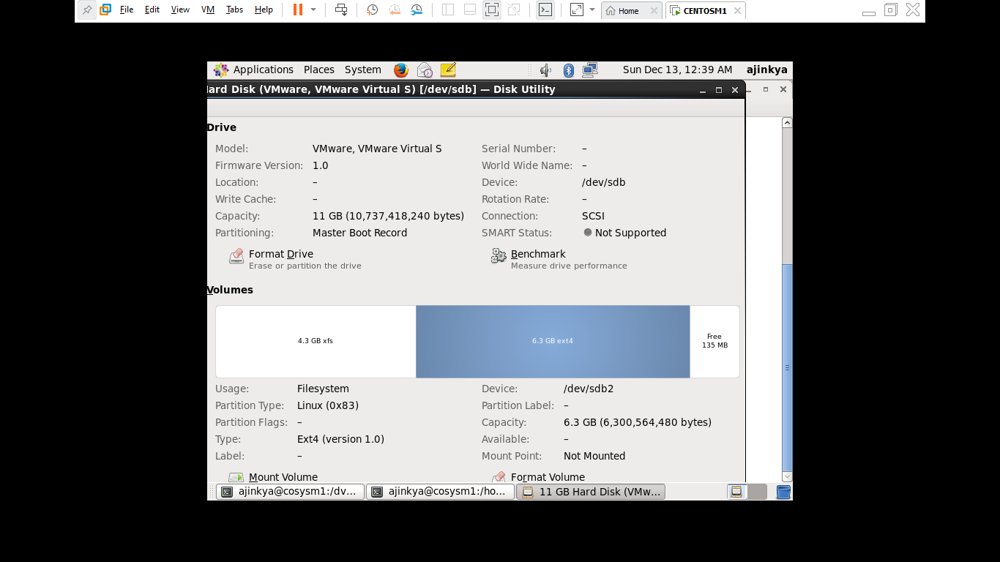 File Edit View VM Tabs Help Home CENTOSM1
Applications Places System Sun Dec 13, 12:39 AM ajinkya
ard Disk (VMware, VMware Virtual S) [/dev/sdb] — Disk Utility
Drive
Model: VMware, VMware Virtual S Serial Number: –
Firmware Version: 1.0 World Wide Name: –
Location: – Device: /dev/sdb
Write Cache: – Rotation Rate: –
Capacity: 11 GB (10,737,418,240 bytes) Connection: SCSI
Partitioning: Master Boot Record SMART Status: Not Supported
Format Drive Benchmark
Erase or partition the drive Measure drive performance
Volumes
4.3 GB xfs 6.3 GB ext4 Free
135 MB
Usage: Filesystem Device: /dev/sdb2
Partition Type: Linux (0x83) Partition Label: –
Partition Flags: – Capacity: 6.3 GB (6,300,564,480 bytes)
Type: Ext4 (version 1.0) Available: –
Label: – Mount Point: Not Mounted
Mount Volume Format Volume
ajinkya@cosysm1:/dv... ajinkya@cosysm1:/ho... 11 GB Hard Disk (VMw...